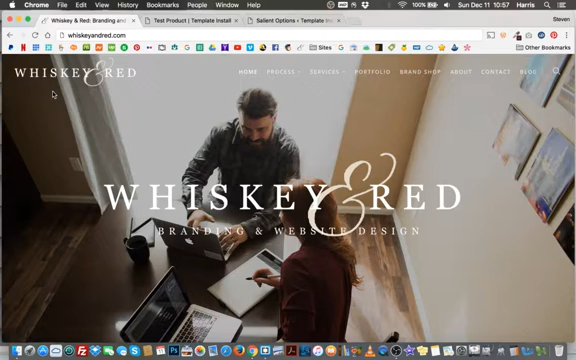 Chrome File Edit View History Bookmarks People Window Help 100% Sun Dec 11 10:57 Harris
Whiskey & Red: Branding and Test Product | Template Install Salient Options ‹ Template Steven
whiskeyandred.com
Sites Other Bookmarks
WHISKEY & RED HOME PROCESS SERVICES PORTFOLIO BRAND SHOP ABOUT CONTACT BLOG
WHISKEY & RED
BRANDING & WEBSITE DESIGN